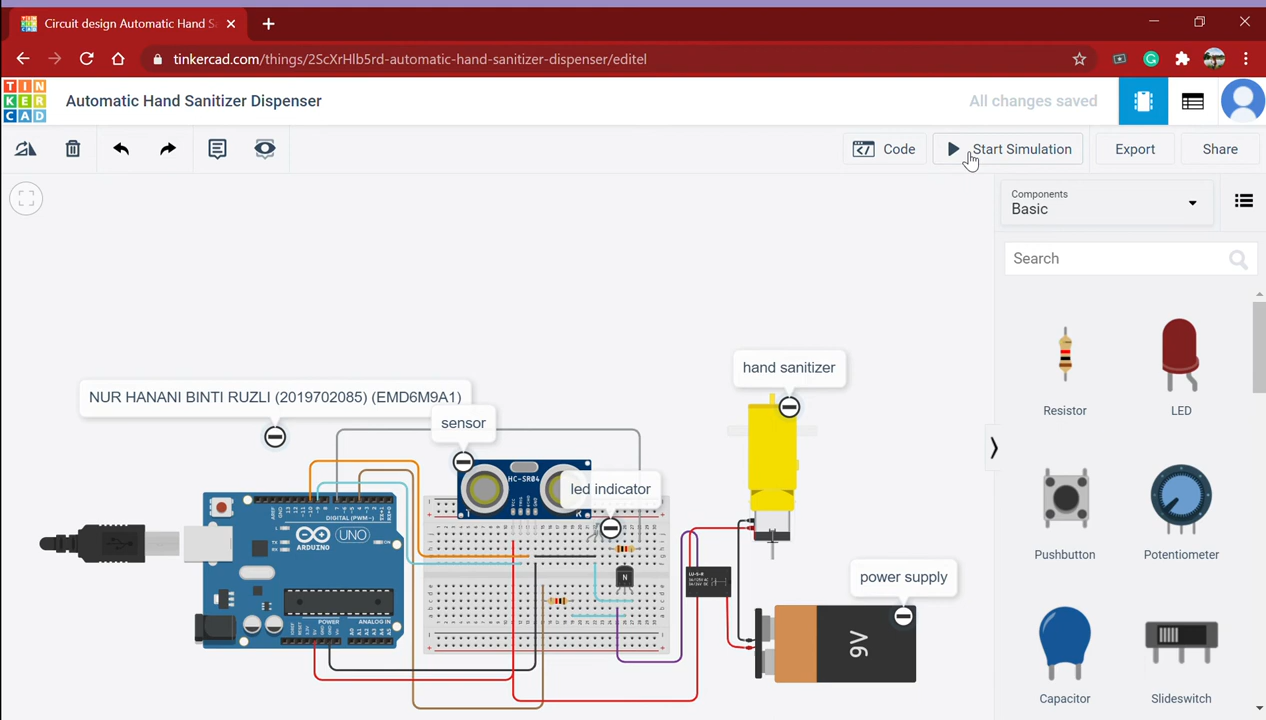 Circuit design Automatic Hand S
tinkercad.com/things/2ScXrHlb5rd-automatic-hand-sanitizer-dispenser/editel
TIN
KER
CAD
Automatic Hand Sanitizer Dispenser
All changes saved
Code
Start Simulation
Export
Share
Components
Basic
Search
Resistor
LED
Pushbutton
Potentiometer
Capacitor
Slideswitch
hand sanitizer
NUR HANANI BINTI RUZLI (2019702085) (EMD6M9A1)
sensor
HC-SR04
led indicator
DIGITAL (PWM~)
UNO
ARDUINO
POWER
ANALOG IN
N
power supply
9V